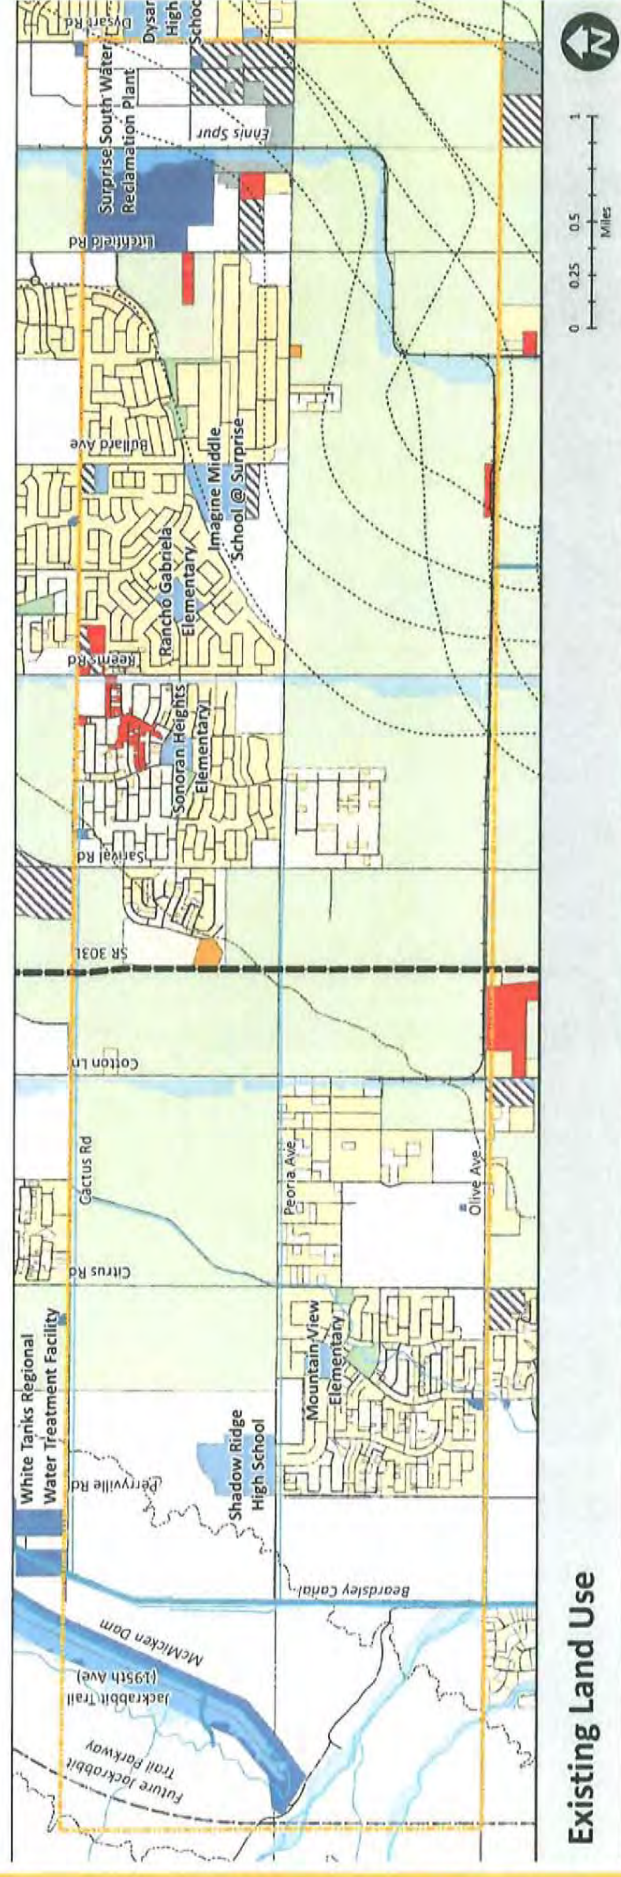 White Tanks Regional
Water Treatment Facility
McMicken Dam
Jackrabbit Trail
(195th Ave)
Future Jackrabbit
Trail Parkway
Perryville Rd
Shadow Ridge
High School
Beardsley Canal
Mountain View
Elementary
Citrus Rd
Cactus Rd
Peoria Ave
Olive Ave
Cotton Ln
SR 303L
Sarival Rd
Sonoran Heights
Elementary
Reems Rd
Rancho Gabriela
Elementary
Imagine Middle
School @ Surprise
Bullard Ave
Litchfield Rd
Surprise South Water
Reclamation Plant
Ennis Spur
Dysart Rd
Dysar
High
Schoo
Existing Land Use
0 0.25 0.5 1
Miles
N